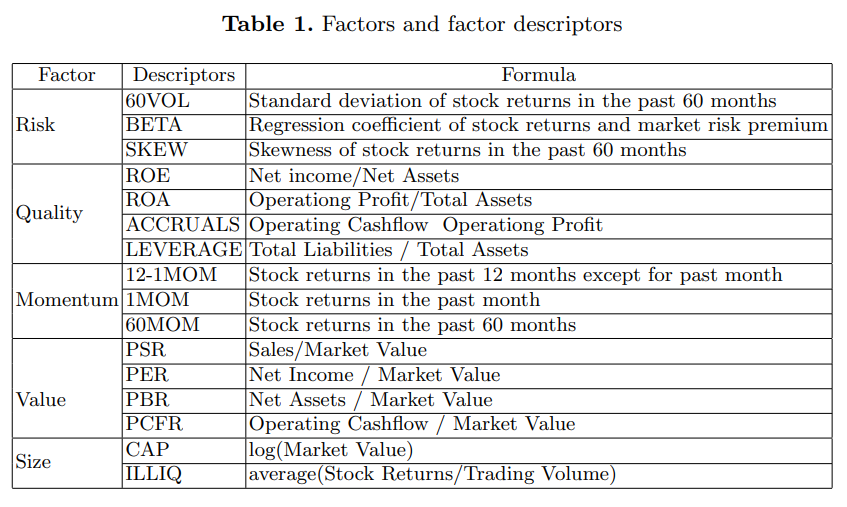 Table 1. Factors and factor descriptors
Factor Descriptors Formula
Risk
60VOL Standard deviation of stock returns in the past 60 months
BETA Regression coefficient of stock returns and market risk premium
SKEW Skewness of stock returns in the past 60 months
Quality
ROE Net income/Net Assets
ROA Operationg Profit/Total Assets
ACCRUALS Operating Cashflow Operationg Profit
LEVERAGE Total Liabilities / Total Assets
Momentum
12-1MOM Stock returns in the past 12 months except for past month
1MOM Stock returns in the past month
60MOM Stock returns in the past 60 months
Value
PSR Sales/Market Value
PER Net Income / Market Value
PBR Net Assets / Market Value
PCFR Operating Cashflow / Market Value
Size
CAP log(Market Value)
ILLIQ average(Stock Returns/Trading Volume)